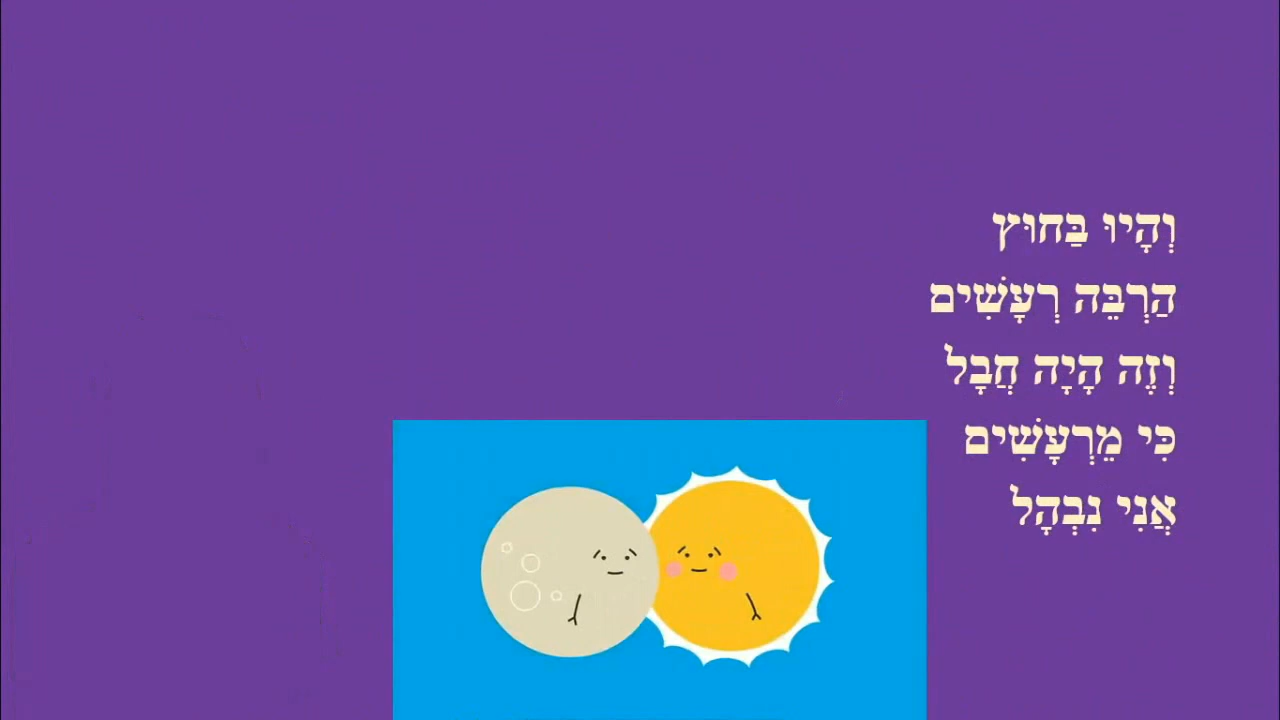 וְהָיוּ בַּחוּץ
הַרְבֵּה רְעָשִׁים
וְזֶה הָיָה חֲבָל
כִּי מֵרְעָשִׁים
אֲנִי נִבְהָל